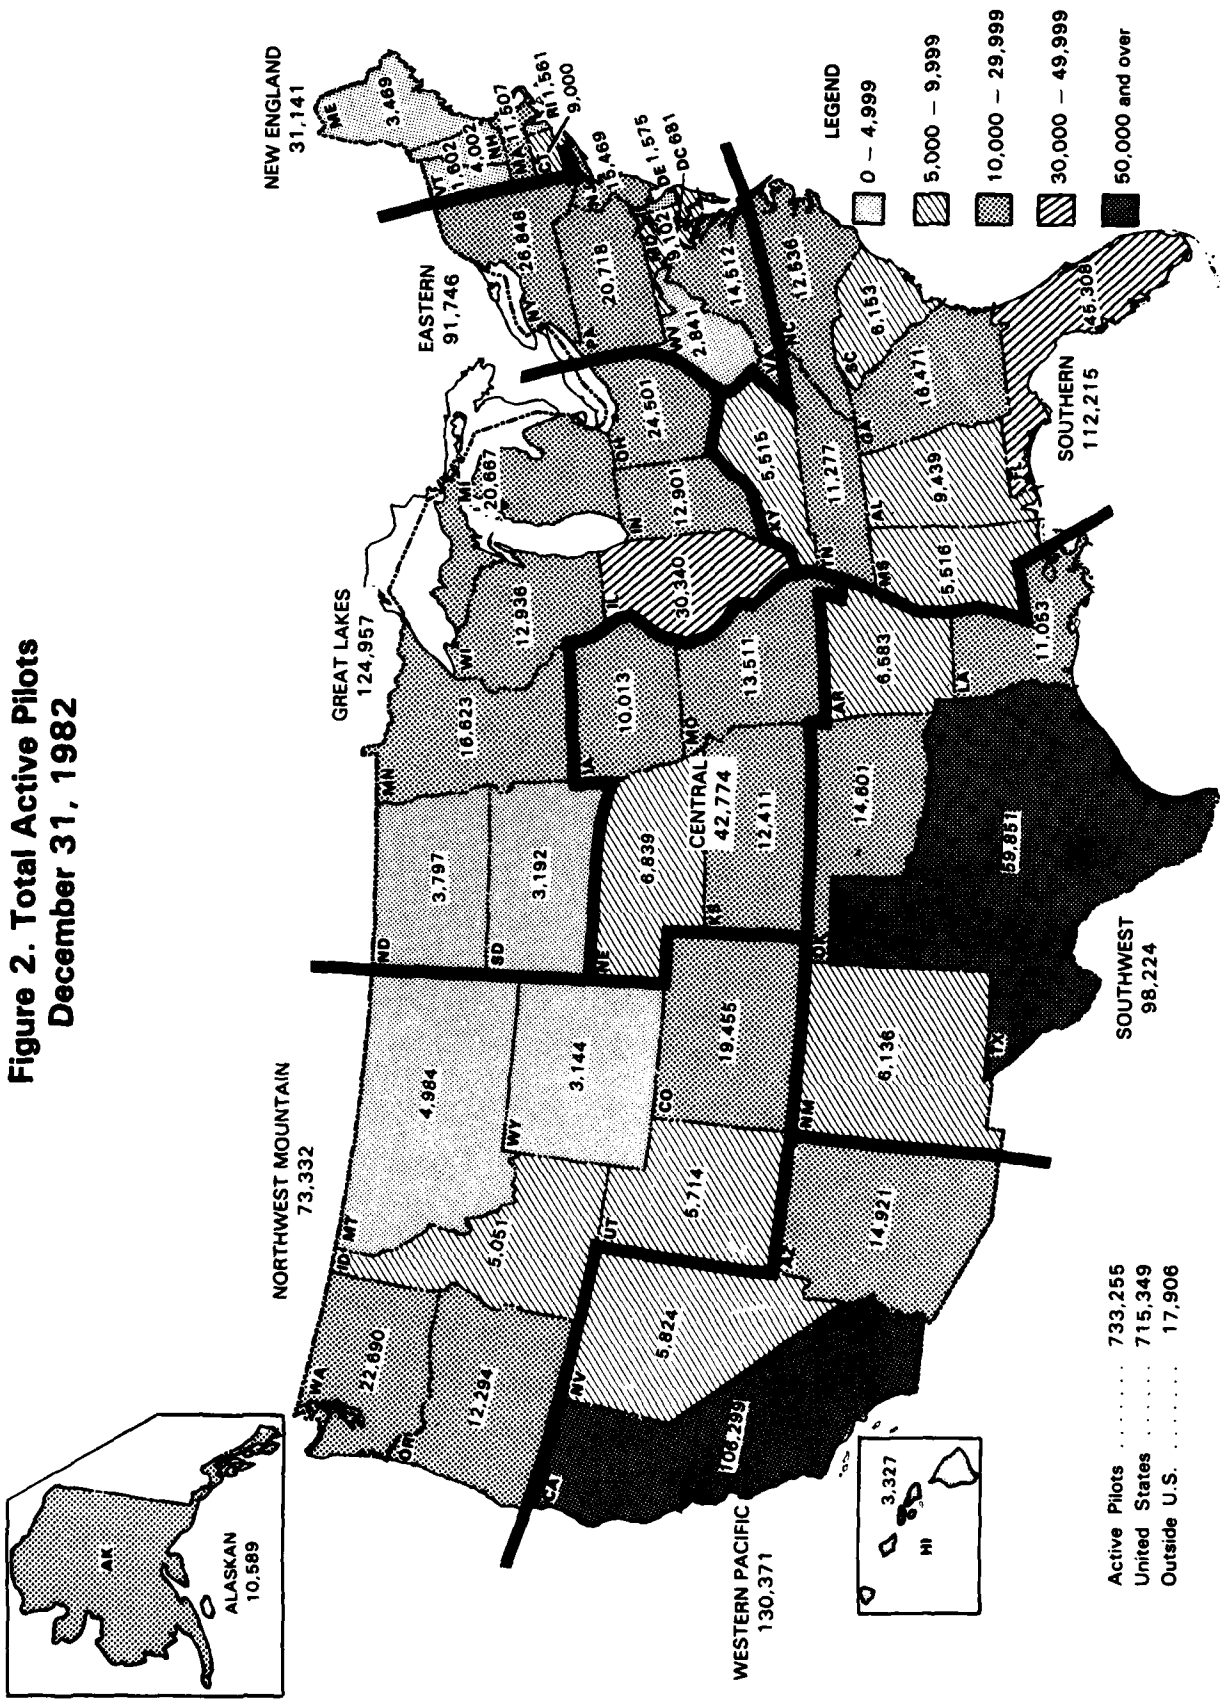 Figure 2. Total Active Pilots
December 31, 1982
ALASKAN
10,589
AK
NORTHWEST MOUNTAIN
73,332
WA
22,690
OR
12,294
ID
5,051
MT
4,984
WY
3,144
UT
5,714
CO
19,455
GREAT LAKES
124,957
ND
3,797
SD
3,192
MN
16,623
WI
12,936
MI
20,667
IL
30,340
IN
12,901
OH
24,501
EASTERN
91,746
NY
26,848
PA
20,718
NJ
15,469
WV
2,841
MD
9,102
DE 1,575
DC 681
VA
14,512
NEW ENGLAND
31,141
ME
3,469
VT
1,602
4,002
NH
MA 11,507
RI 1,561
CT
9,000
CENTRAL
42,774
NE
6,839
KS
12,411
IA
10,013
MO
13,511
WESTERN PACIFIC
130,371
CA
106,299
NV
5,824
AZ
14,921
HI
3,327
SOUTHWEST
98,224
NM
6,136
TX
59,851
OK
14,601
AR
6,583
LA
11,053
SOUTHERN
112,215
KY
5,515
TN
11,277
MS
5,516
AL
9,439
GA
16,471
FL
45,308
SC
6,153
NC
12,536
LEGEND
0 – 4,999
5,000 – 9,999
10,000 – 29,999
30,000 – 49,999
50,000 and over
Active Pilots . . . . . . . 733,255
United States . . . . . . 715,349
Outside U.S. . . . . . . . 17,906